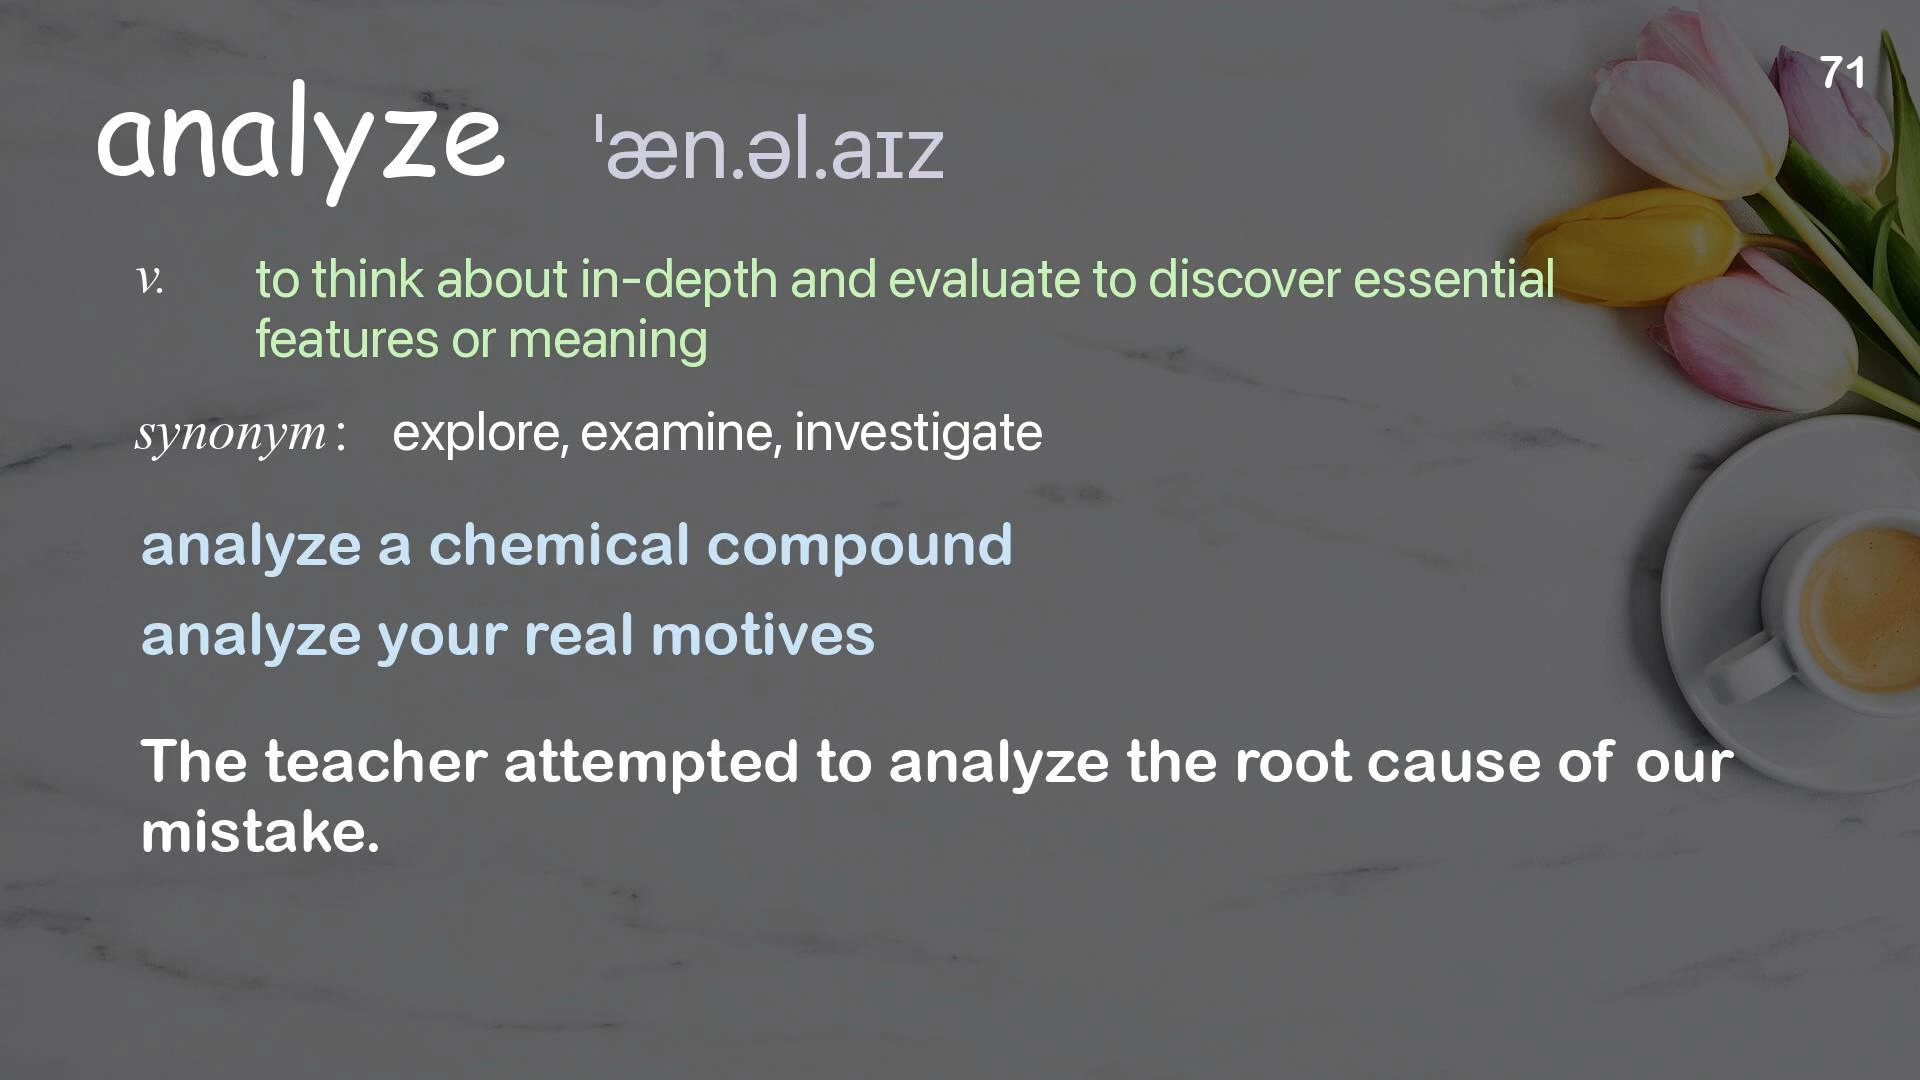 71
analyze ˈæn.əl.aɪz
v. to think about in-depth and evaluate to discover essential
features or meaning
synonym: explore, examine, investigate
analyze a chemical compound
analyze your real motives
The teacher attempted to analyze the root cause of our
mistake.